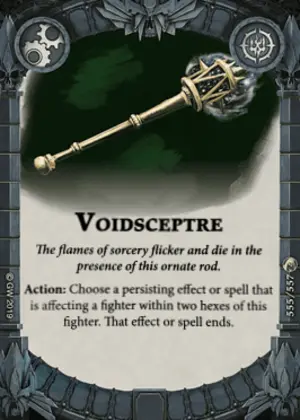 VOIDSCEPTRE
The flames of sorcery flicker and die in the
presence of this ornate rod.
Action: Choose a persisting effect or spell that
is affecting a fighter within two hexes of this
fighter. That effect or spell ends.
© GW 2019
555/557